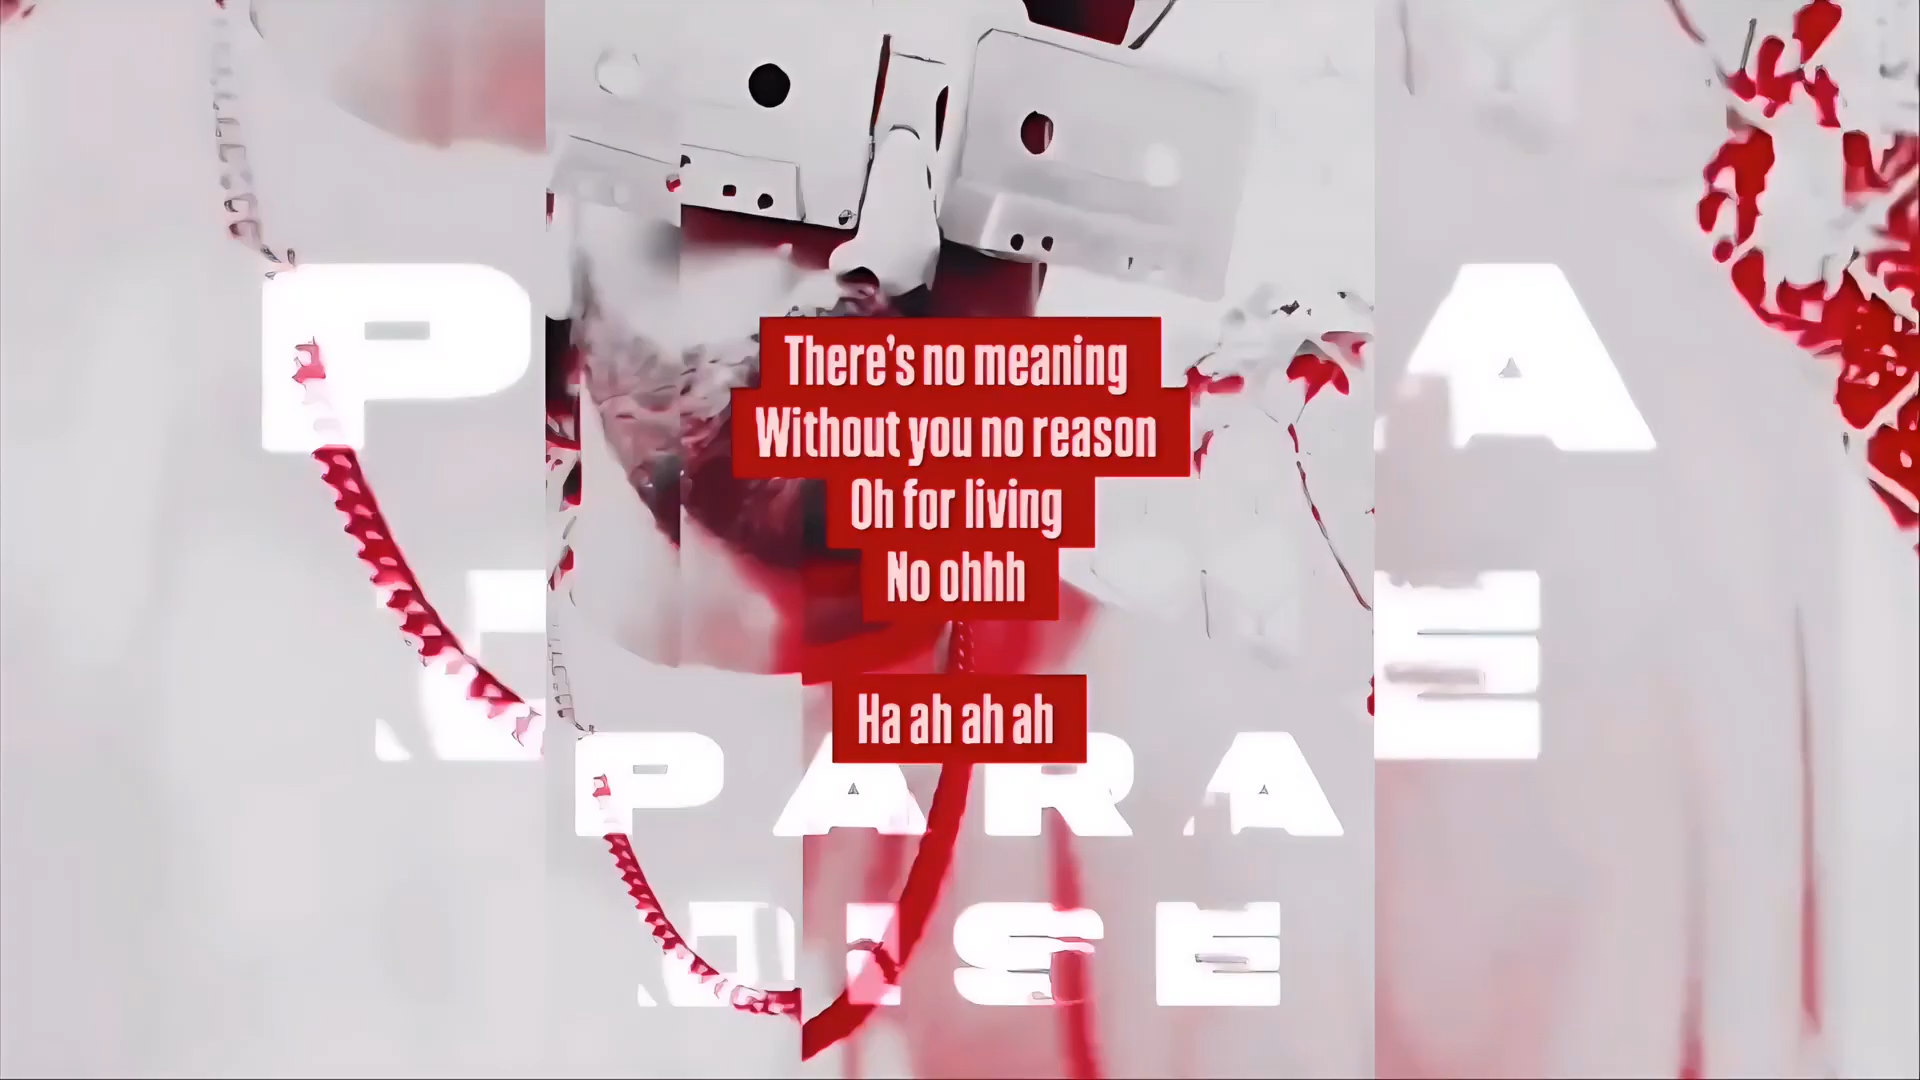 There's no meaning
Without you no reason
Oh for living
No ohhh
Ha ah ah ah
PARA
DISE
P A
E